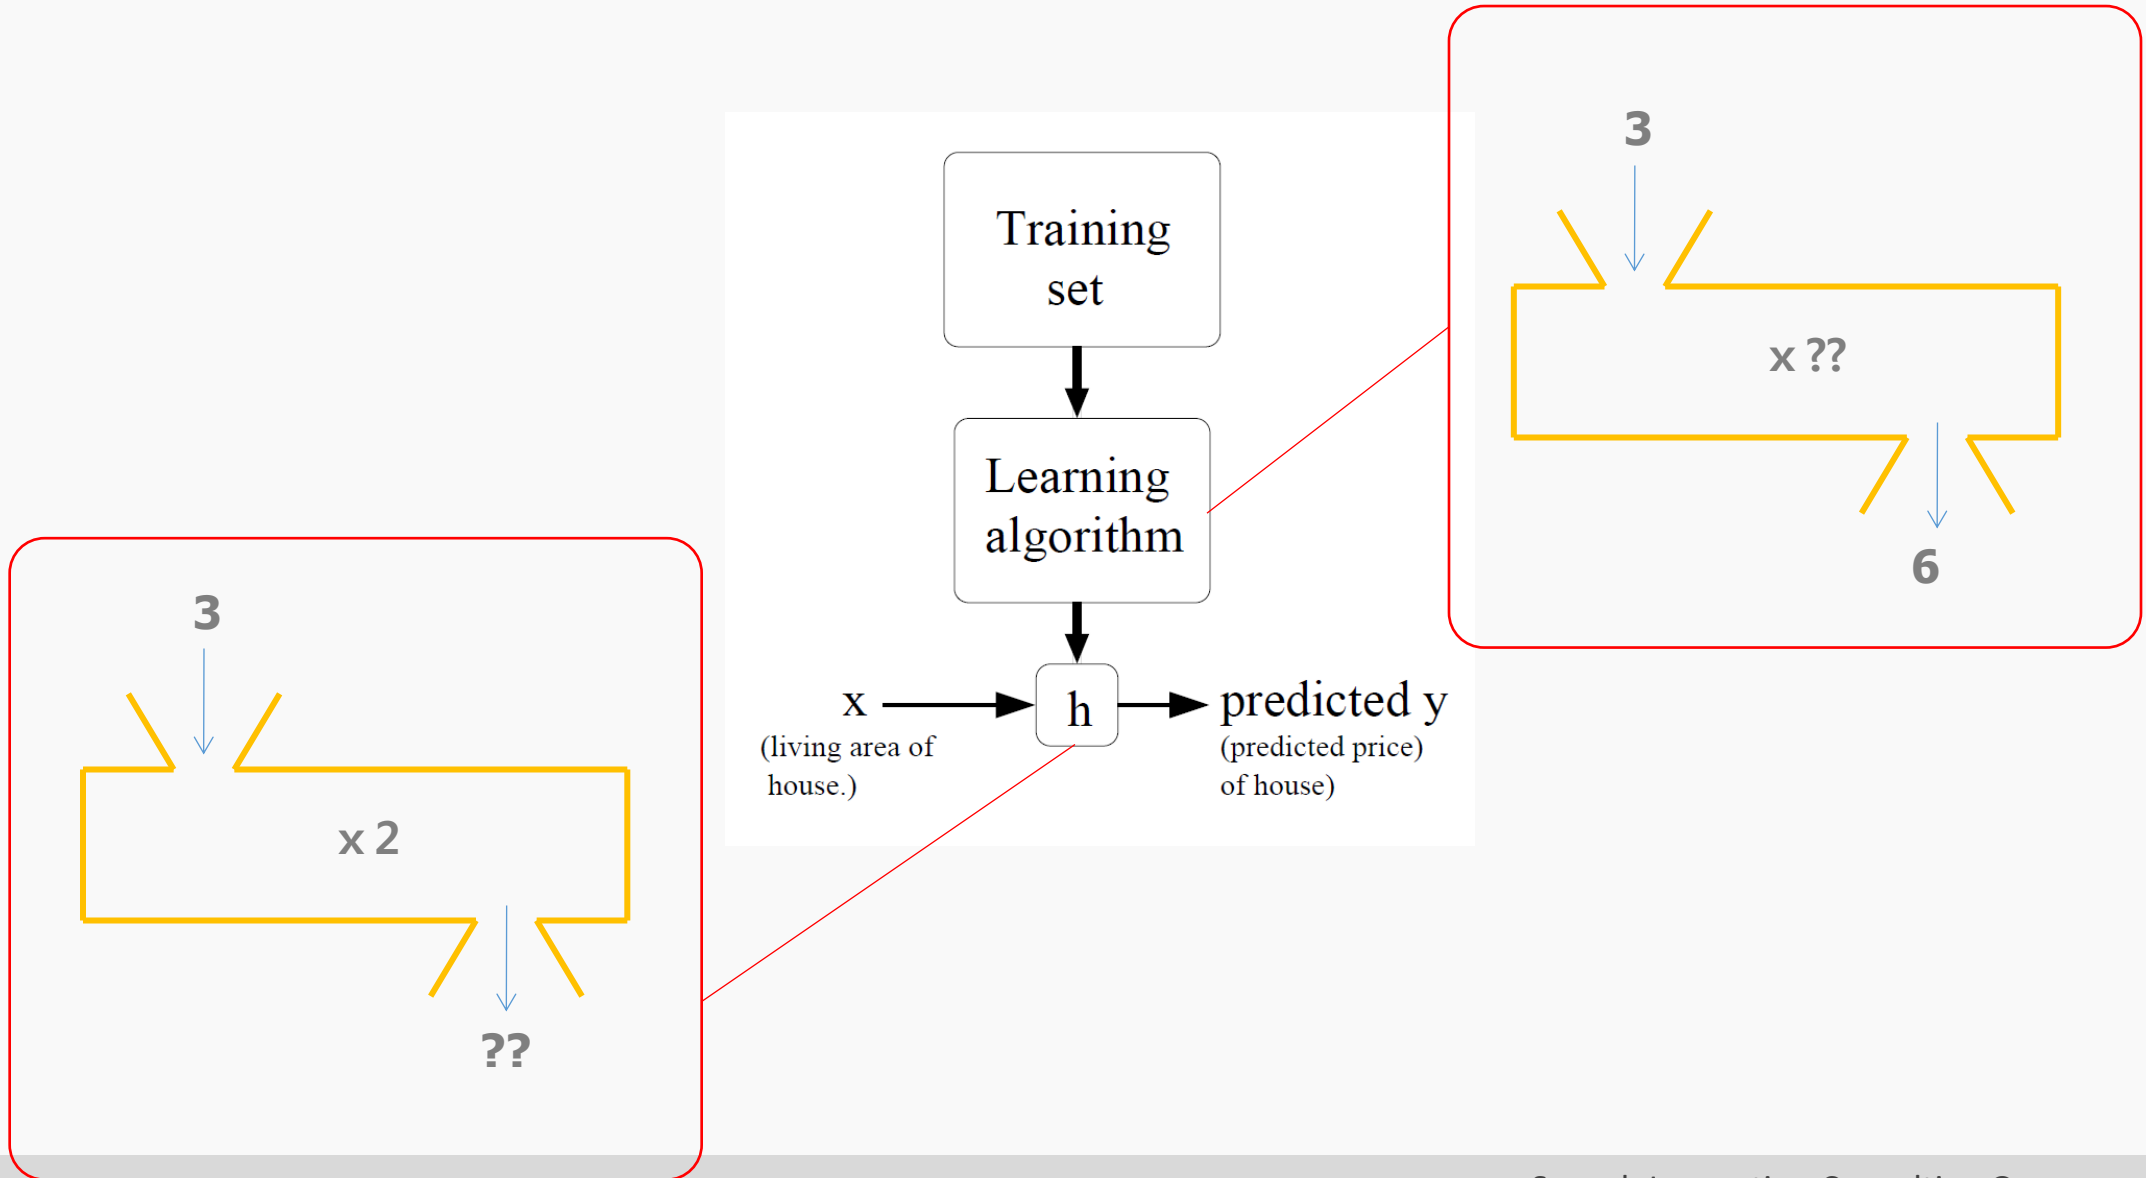 3
x ??
6
Training
set
Learning
algorithm
x
h
predicted y
(living area of
house.)
(predicted price)
of house)
3
x 2
??